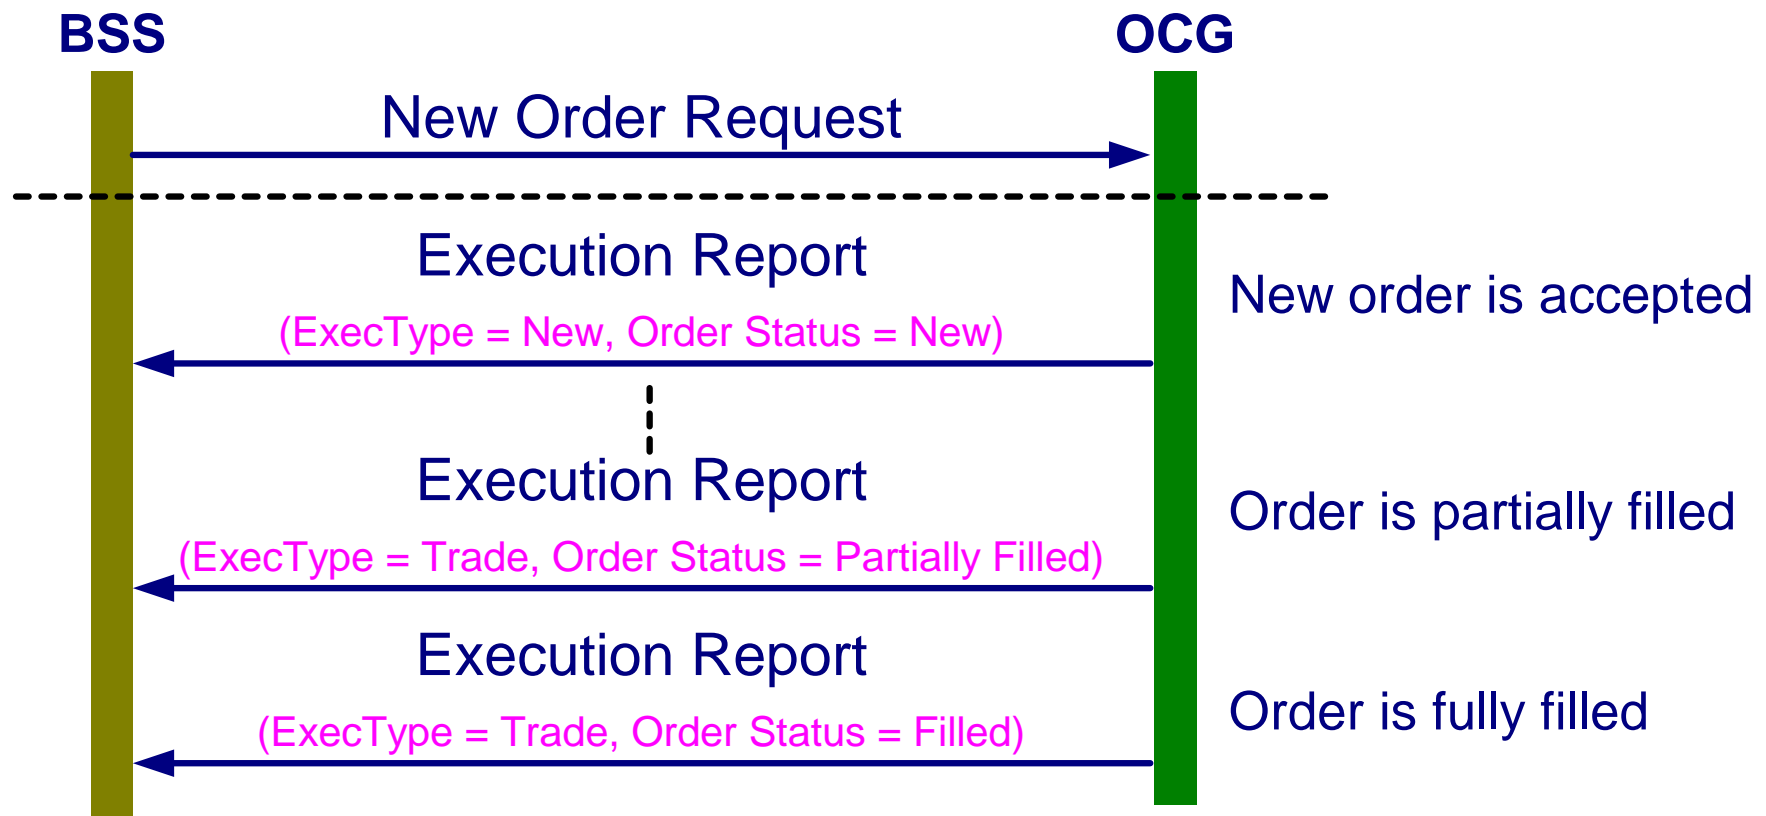 BSS
OCG
New Order Request
Execution Report
(ExecType = New, Order Status = New)
New order is accepted
Execution Report
(ExecType = Trade, Order Status = Partially Filled)
Order is partially filled
Execution Report
(ExecType = Trade, Order Status = Filled)
Order is fully filled